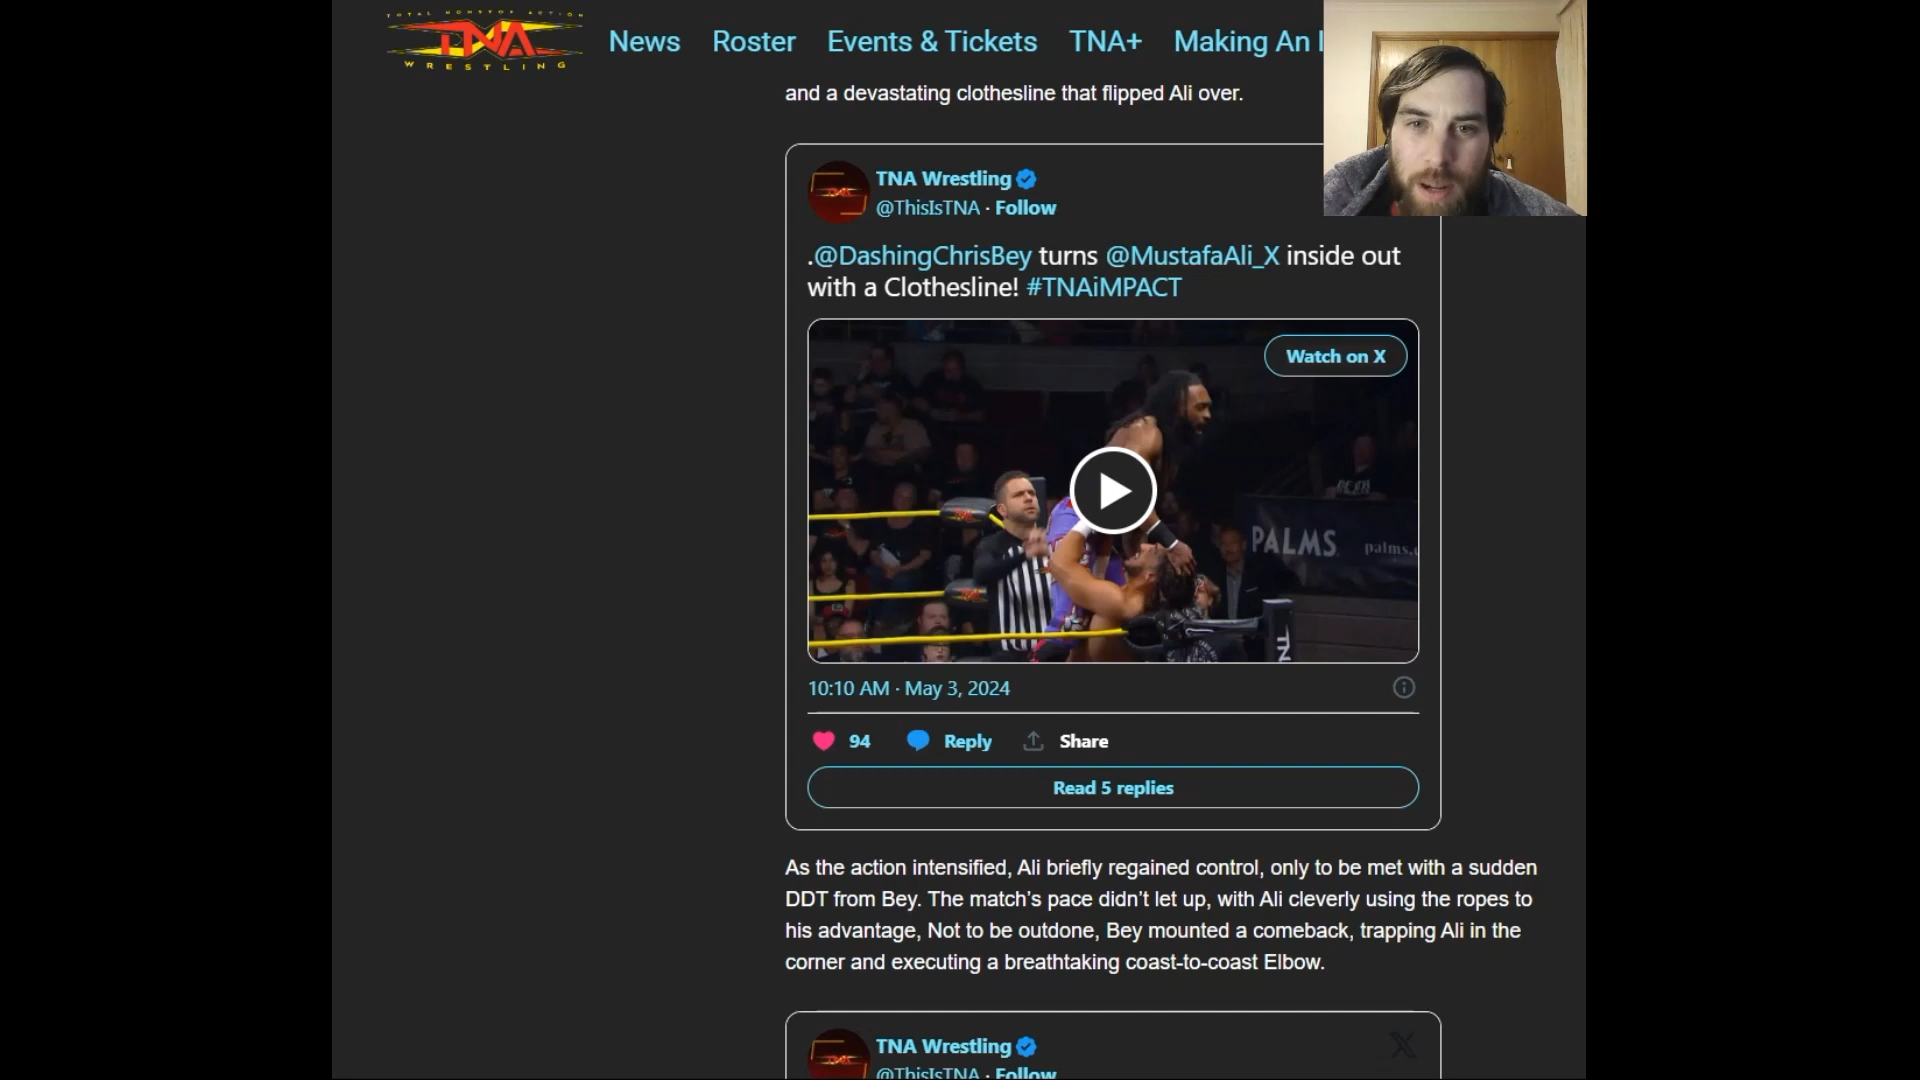 TOTAL NONSTOP ACTION
TNA
WRESTLING
News Roster Events & Tickets TNA+ Making An I
and a devastating clothesline that flipped Ali over.
TNA Wrestling
@ThisIsTNA · Follow
.@DashingChrisBey turns @MustafaAli_X inside out
with a Clothesline! #TNAiMPACT
Watch on X
PALMS palms.
TN
10:10 AM · May 3, 2024
94 Reply Share
Read 5 replies
As the action intensified, Ali briefly regained control, only to be met with a sudden
DDT from Bey. The match’s pace didn’t let up, with Ali cleverly using the ropes to
his advantage, Not to be outdone, Bey mounted a comeback, trapping Ali in the
corner and executing a breathtaking coast-to-coast Elbow.
TNA Wrestling
@ThisIsTNA · Follow